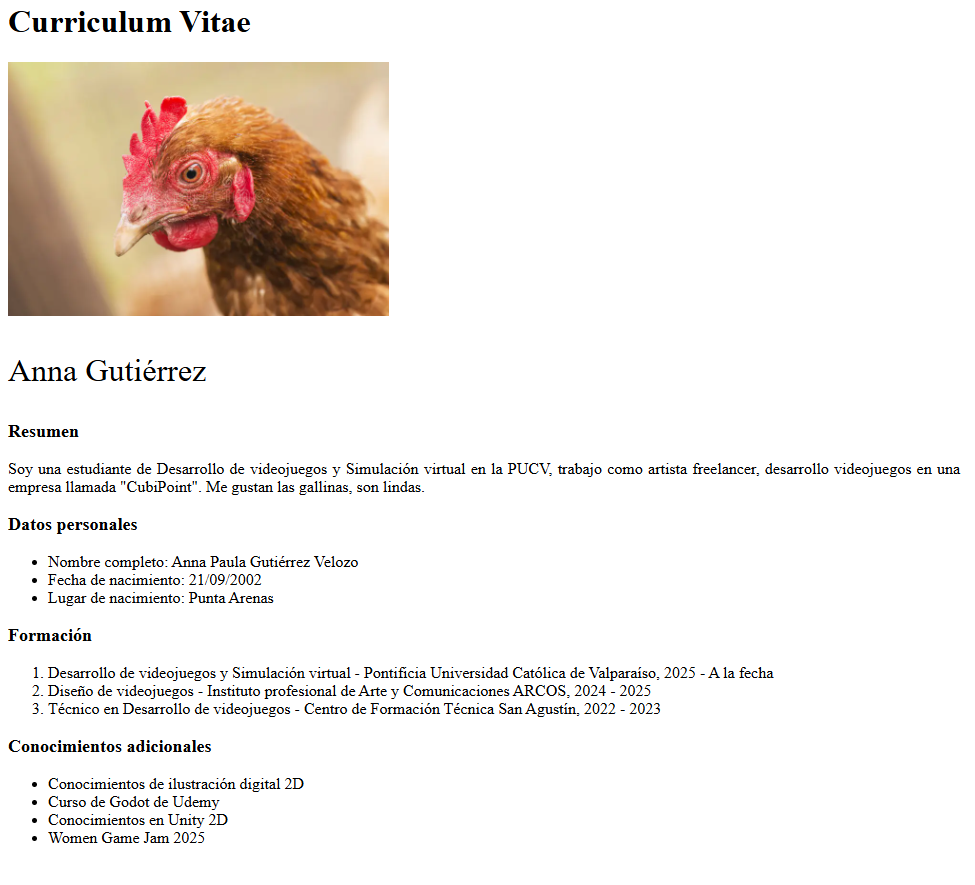 Curriculum Vitae
Anna Gutiérrez
Resumen
Soy una estudiante de Desarrollo de videojuegos y Simulación virtual en la PUCV, trabajo como artista freelancer, desarrollo videojuegos en una
empresa llamada "CubiPoint". Me gustan las gallinas, son lindas.
Datos personales
• Nombre completo: Anna Paula Gutiérrez Velozo
• Fecha de nacimiento: 21/09/2002
• Lugar de nacimiento: Punta Arenas
Formación
1. Desarrollo de videojuegos y Simulación virtual - Pontificia Universidad Católica de Valparaíso, 2025 - A la fecha
2. Diseño de videojuegos - Instituto profesional de Arte y Comunicaciones ARCOS, 2024 - 2025
3. Técnico en Desarrollo de videojuegos - Centro de Formación Técnica San Agustín, 2022 - 2023
Conocimientos adicionales
• Conocimientos de ilustración digital 2D
• Curso de Godot de Udemy
• Conocimientos en Unity 2D
• Women Game Jam 2025